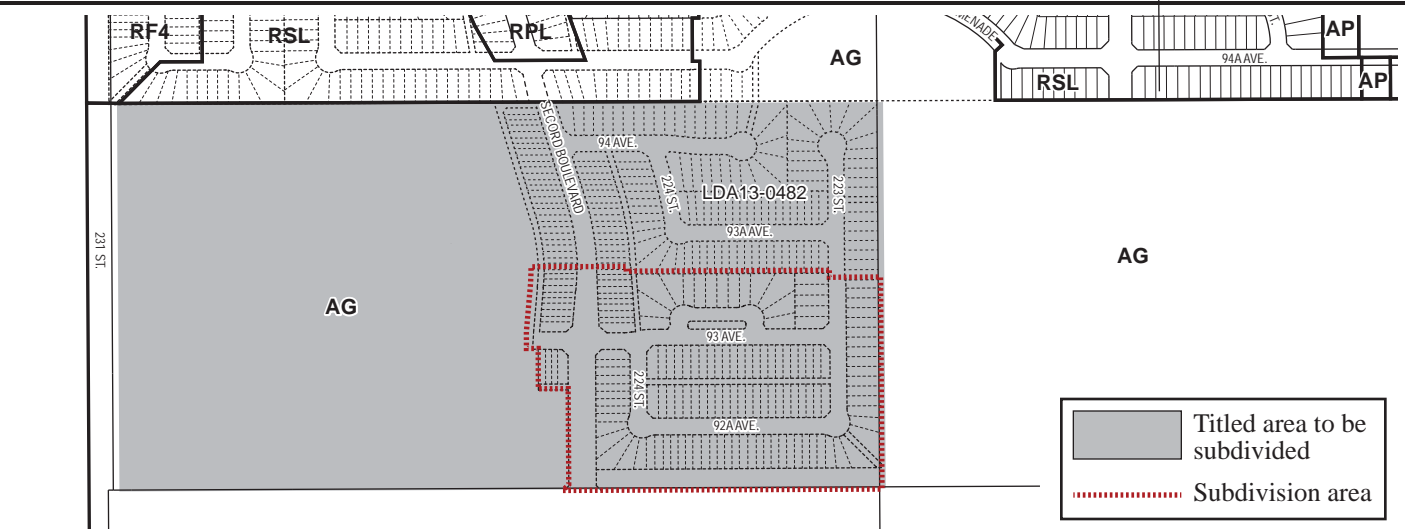 RF4
RSL
RPL
AG
AP
94A AVE.
RSL
AP
SECORD BOULEVARD
94 AVE.
224 ST.
LDA13-0482
223 ST.
93A AVE.
231 ST.
AG
AG
93 AVE.
224 ST.
92A AVE.
Titled area to be
subdivided
Subdivision area